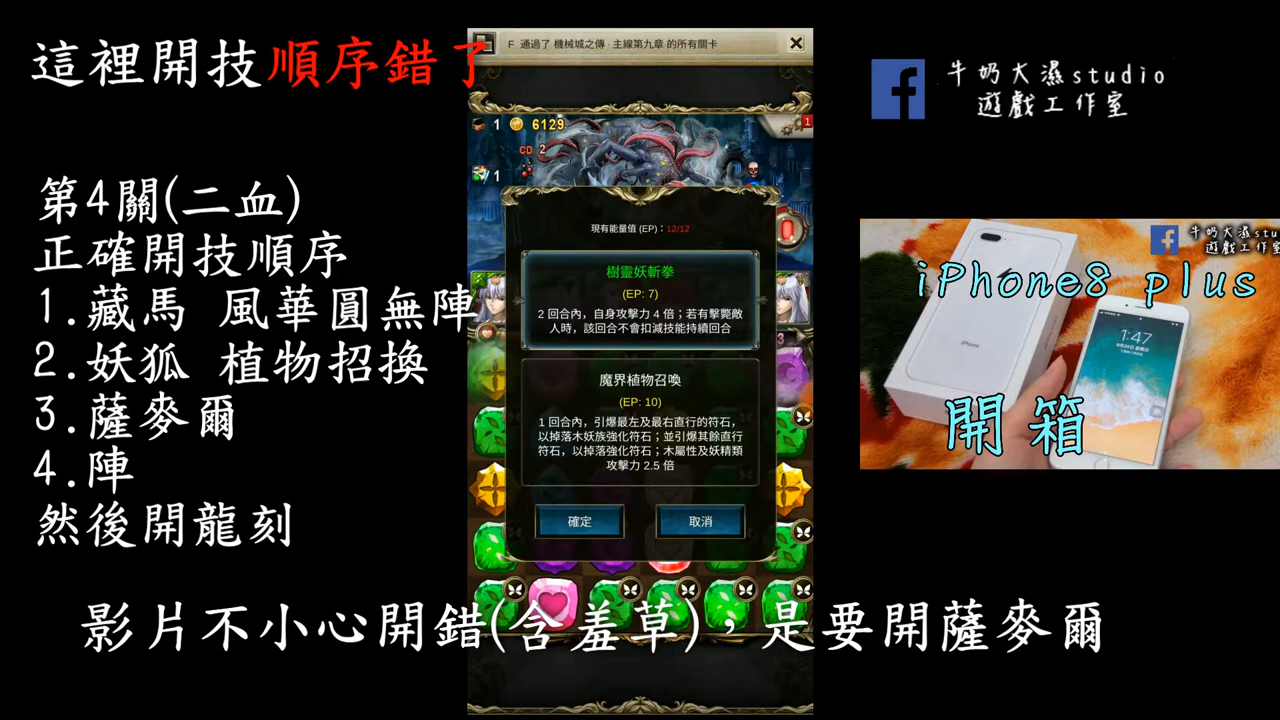 這裡開技順序錯了
第4關(二血)
正確開技順序
1.藏馬 風華圓無陣
2.妖狐 植物招換
3.薩麥爾
4.陣
然後開龍刻
影片不小心開錯(含羞草)，是要開薩麥爾
F 通過了 機械城之傳 · 主線第九章 的所有關卡
1
6129
CD 2
/ 1
1
現有能量值 (EP)：12/12
樹靈妖斬拳
(EP: 7)
2 回合內，自身攻擊力 4 倍；若有擊斃敵
人時，該回合不會扣減技能持續回合
魔界植物召喚
(EP: 10)
1 回合內，引爆最左及最右直行的符石，
以掉落木妖族強化符石；並引爆其餘直行
符石，以掉落強化符石；木屬性及妖精類
攻擊力 2.5 倍
確定
取消
3
牛奶大濕studio
遊戲工作室
牛奶大濕stu
遊戲工作室
iPhone8 plus
iPhone
1:47
開箱